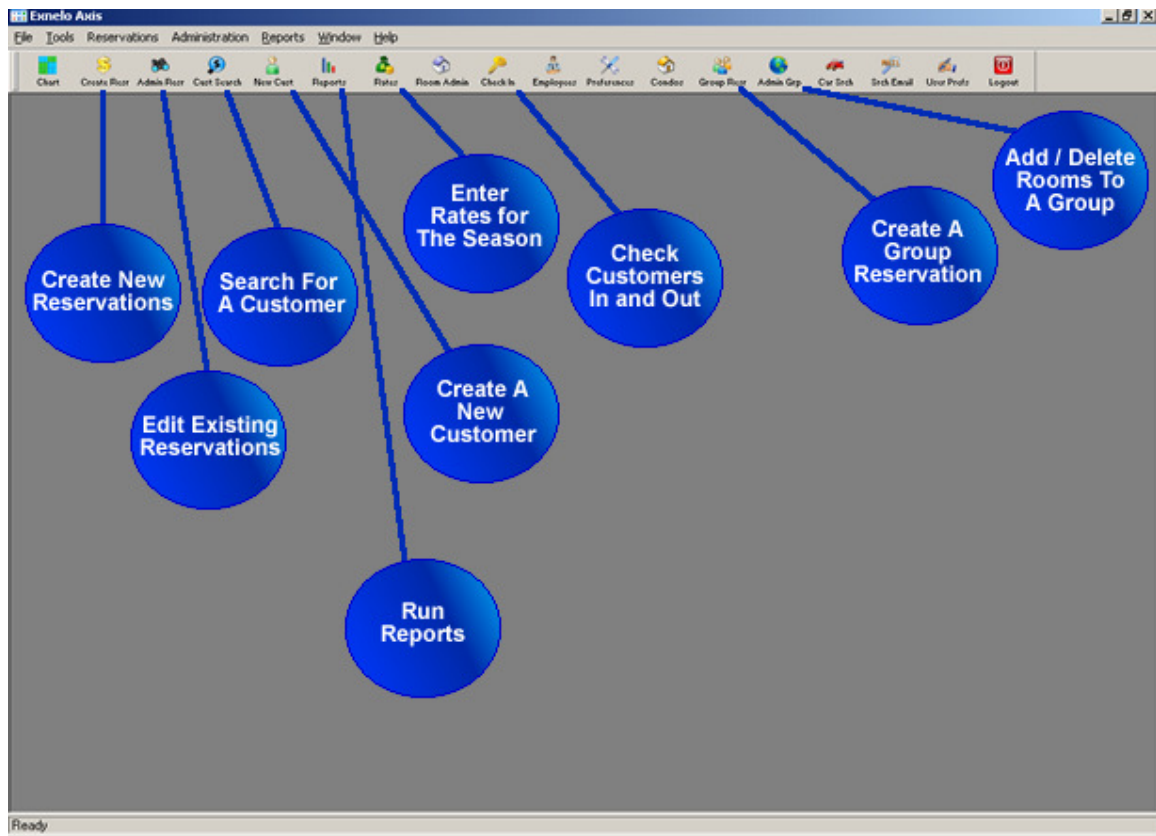 Exnelo Axis
File Tools Reservations Administration Reports Window Help
Chart Create Rsrr Admin Rsrr Cust Search New Cust Reports Rates Room Admin Check In Employees Preferences Condos Group Rsrr Admin Grp Car Srch Srch Email User Prefs Logout
Enter
Rates for
The Season
Add / Delete
Rooms To
A Group
Create New
Reservations
Search For
A Customer
Check
Customers
In and Out
Create A
Group
Reservation
Edit Existing
Reservations
Create A
New
Customer
Run
Reports
Ready